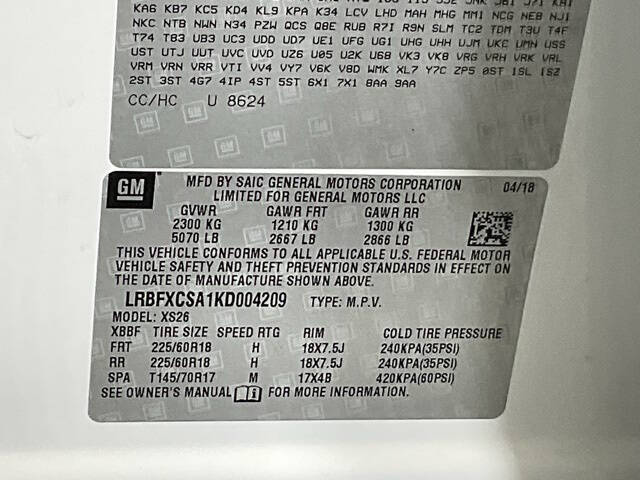 KA6 KB7 KC5 KD4 KL9 KPA K34 LCV LHD MAH MHG MM1 NCG NEB NJ1
NKC NTB NWN N34 PZW QCS Q8E RUB R7I R9N SLM TC2 TDM T3U T4F
T74 T83 UB3 UC3 UDD UD7 UE1 UFG UG1 UHG UHH UJM UKC UMN USS
UST UTJ UUT UVC UVD UZ6 U05 U2K U68 VK3 VK8 VRG VRH VRK VRL
VRM VRN VRR VTI VV4 VY7 V6K V8D WMK XL7 Y7C ZP5 0ST 1SL 1SZ
2ST 3ST 4G7 4IP 4ST 5ST 6X1 7X1 8AA 9AA
CC/HC U 8624
GM
MFD BY SAIC GENERAL MOTORS CORPORATION 04/18
LIMITED FOR GENERAL MOTORS LLC
GVWR GAWR FRT GAWR RR
2300 KG 1210 KG 1300 KG
5070 LB 2667 LB 2866 LB
THIS VEHICLE CONFORMS TO ALL APPLICABLE U.S. FEDERAL MOTOR
VEHICLE SAFETY AND THEFT PREVENTION STANDARDS IN EFFECT ON
THE DATE OF MANUFACTURE SHOWN ABOVE.
LRBFXCSA1KD004209 TYPE: M.P.V.
MODEL: XS26
XBBF TIRE SIZE SPEED RTG RIM COLD TIRE PRESSURE
FRT 225/60R18 H 18X7.5J 240KPA(35PSI)
RR 225/60R18 H 18X7.5J 240KPA(35PSI)
SPA T145/70R17 M 17X4B 420KPA(60PSI)
SEE OWNER'S MANUAL i FOR MORE INFORMATION.